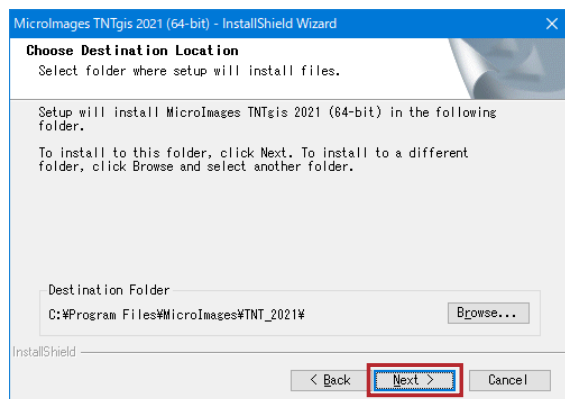 MicroImages TNTgis 2021 (64-bit) - InstallShield Wizard
Choose Destination Location
Select folder where setup will install files.
Setup will install MicroImages TNTgis 2021 (64-bit) in the following
folder.
To install to this folder, click Next. To install to a different
folder, click Browse and select another folder.
Destination Folder
C:¥Program Files¥MicroImages¥TNT_2021¥
Browse...
InstallShield
< Back
Next >
Cancel